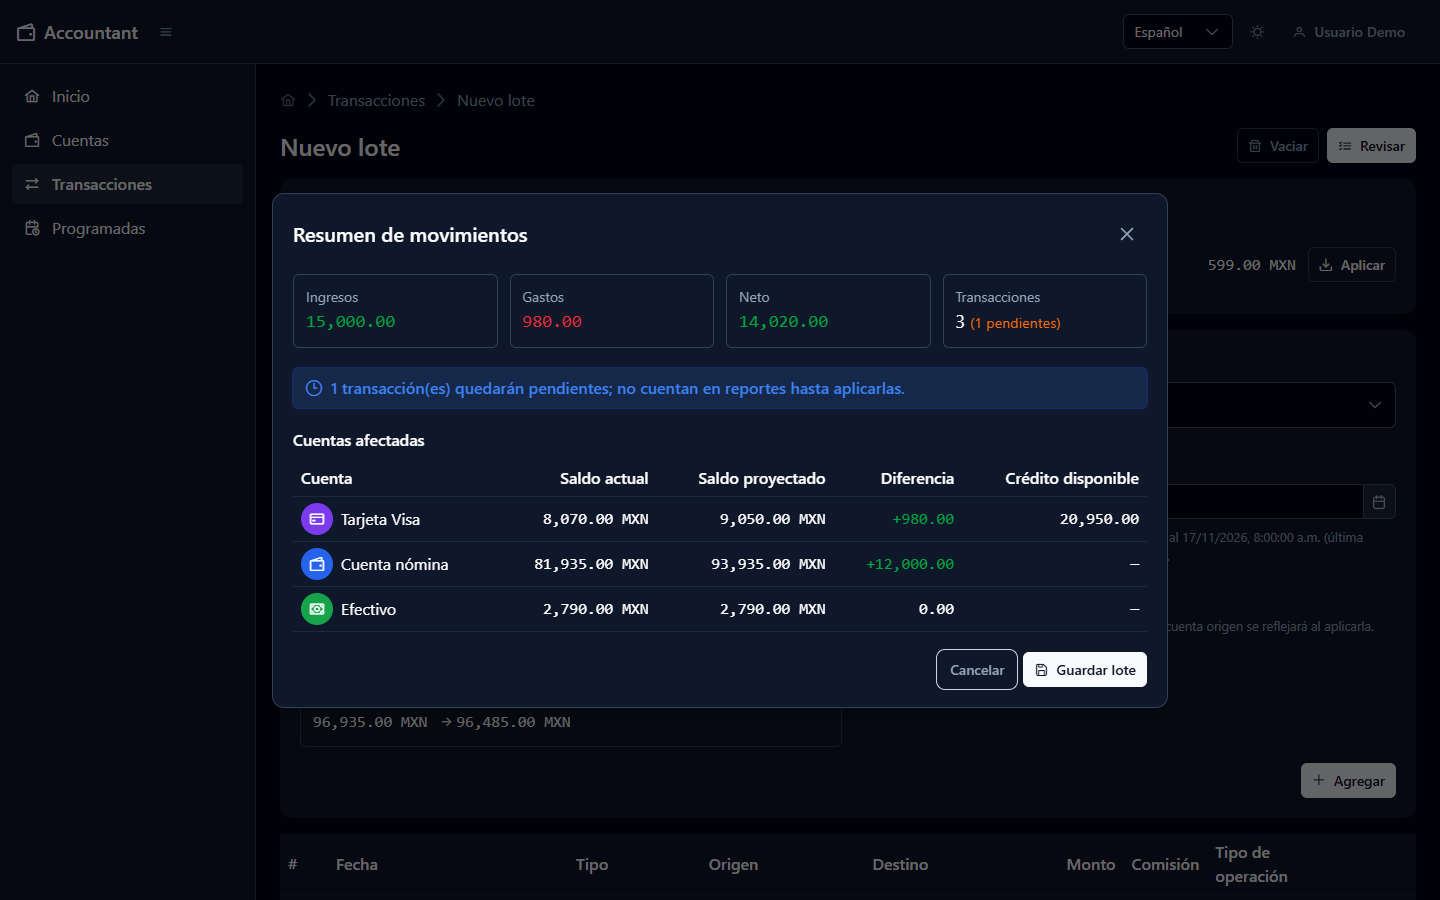 Accountant
Español
Usuario Demo
Inicio
Cuentas
Transacciones
Programadas
Transacciones
Nuevo lote
Nuevo lote
Vaciar
Revisar
599.00 MXN
Aplicar
Resumen de movimientos
Ingresos
15,000.00
Gastos
980.00
Neto
14,020.00
Transacciones
3 (1 pendientes)
1 transacción(es) quedarán pendientes; no cuentan en reportes hasta aplicarlas.
Cuentas afectadas
Cuenta Saldo actual Saldo proyectado Diferencia Crédito disponible
Tarjeta Visa 8,070.00 MXN 9,050.00 MXN +980.00 20,950.00
Cuenta nómina 81,935.00 MXN 93,935.00 MXN +12,000.00 —
Efectivo 2,790.00 MXN 2,790.00 MXN 0.00 —
Cancelar
Guardar lote
al 17/11/2026, 8:00:00 a.m. (última
cuenta origen se reflejará al aplicarla.
96,935.00 MXN → 96,485.00 MXN
Agregar
# Fecha Tipo Origen Destino Monto Comisión Tipo de operación